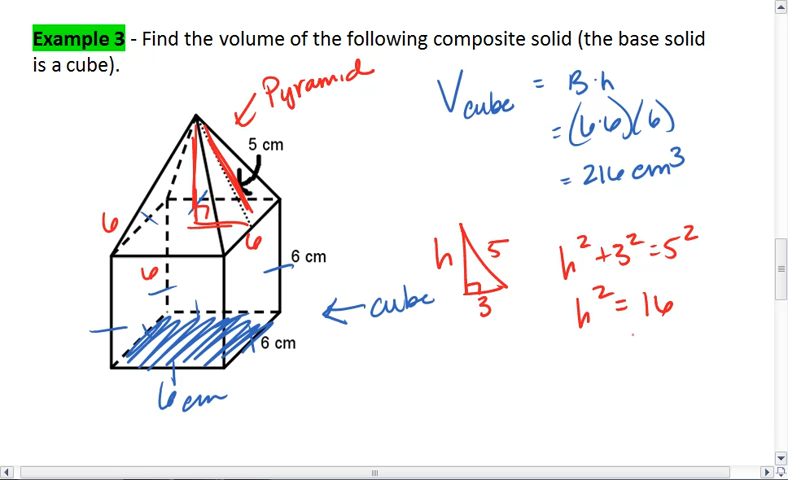 Example 3 - Find the volume of the following composite solid (the base solid
is a cube).
Pyramid
V cube = B·h
= (6·6)(6)
= 216 cm³
5 cm
6
6
6
6 cm
cube
6 cm
6 cm
h 5
3
h² + 3² = 5²
h² = 16